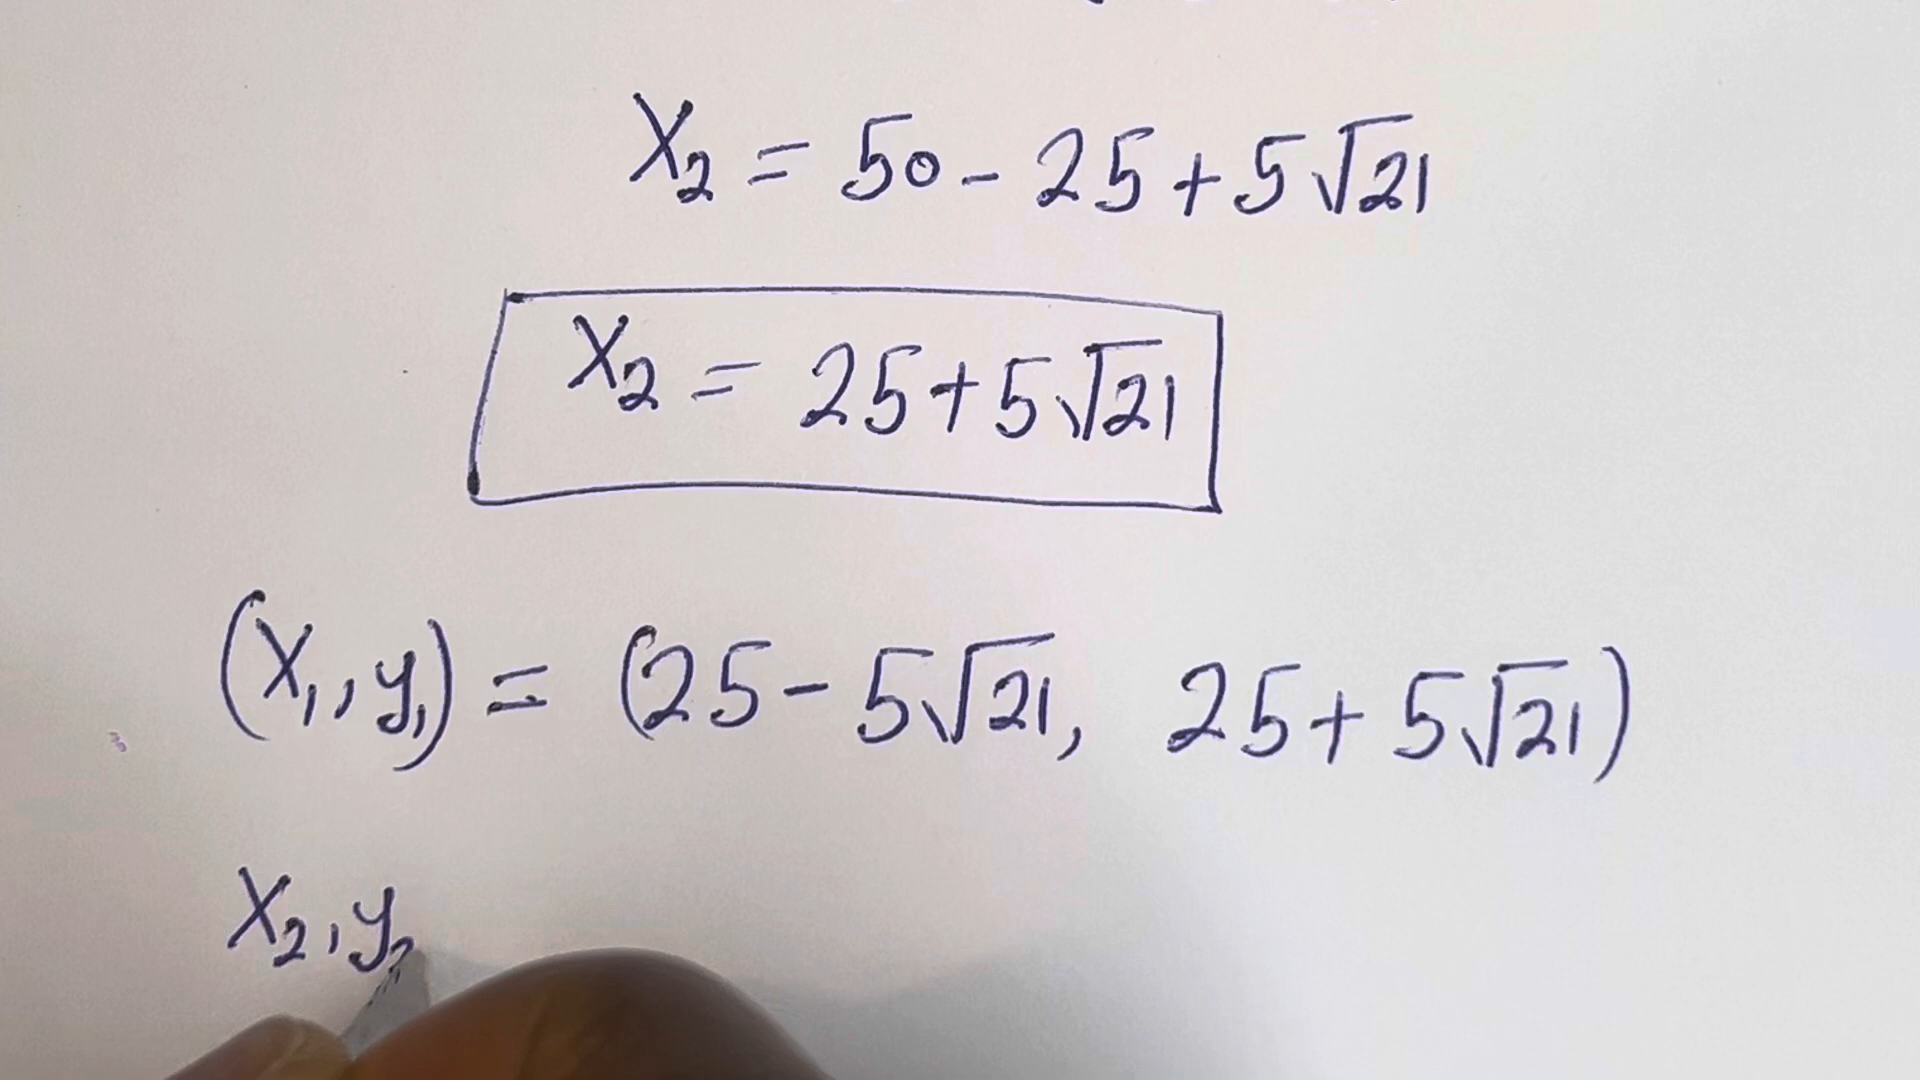 X₂ = 50 - 25 + 5√21
X₂ = 25 + 5√21
(X₁, y₁) = (25 - 5√21, 25 + 5√21)
X₂, y₂